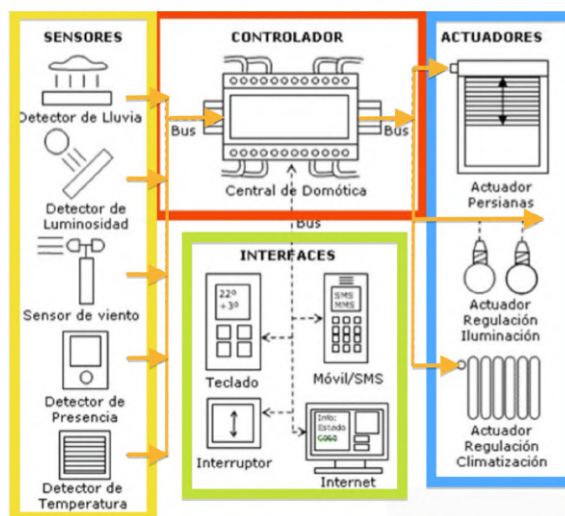 SENSORES
Detector de Lluvia
Detector de
Luminosidad
Sensor de viento
Detector de
Presencia
Detector de
Temperatura
CONTROLADOR
Bus
Bus
Central de Domótica
Bus
INTERFACES
22º
+3º
Teclado
SMS
MMS
Móvil/SMS
Interruptor
Info:
Estado
Internet
ACTUADORES
Actuador
Persianas
Actuador
Regulación
Iluminación
Actuador
Regulación
Climatización